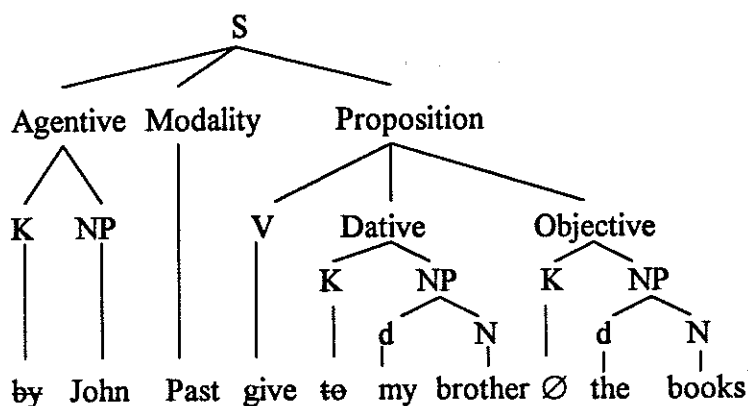 S
Agentive Modality Proposition
K NP V Dative Objective
K NP K NP
d N d N
by John Past give to my brother Ø the books